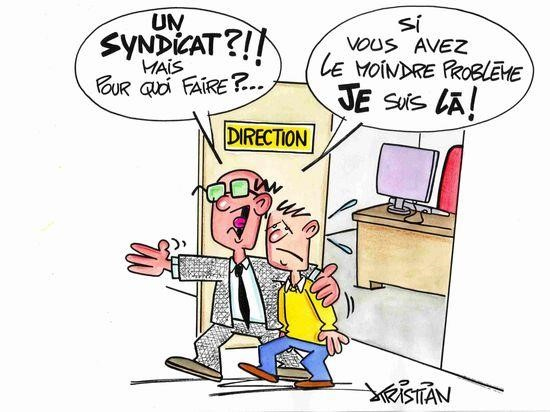 UN
SYNDICAT?!!
MAIS
POUR QUOI FAIRE?...
SI
VOUS AVEZ
LE MOINDRE PROBLÈME
JE SUIS LÀ!
DIRECTION
KRISTIAN